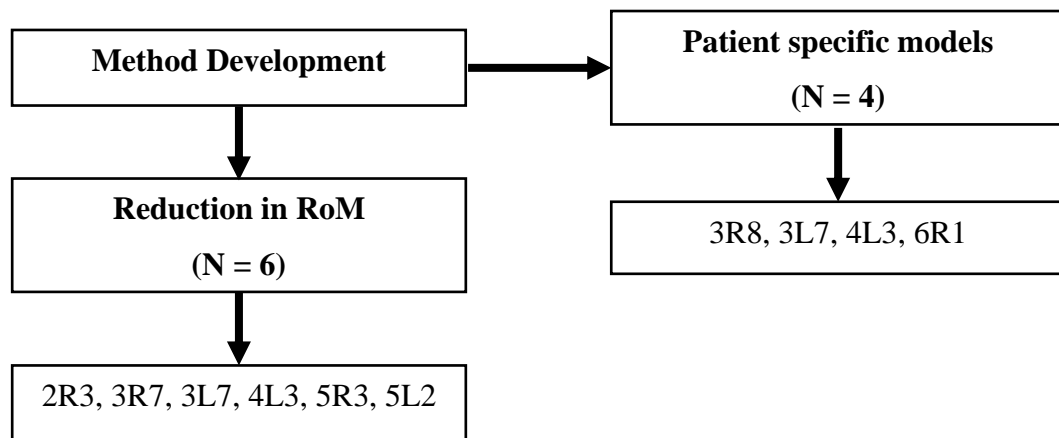 Method Development
Patient specific models
(N = 4)
Reduction in RoM
(N = 6)
3R8, 3L7, 4L3, 6R1
2R3, 3R7, 3L7, 4L3, 5R3, 5L2